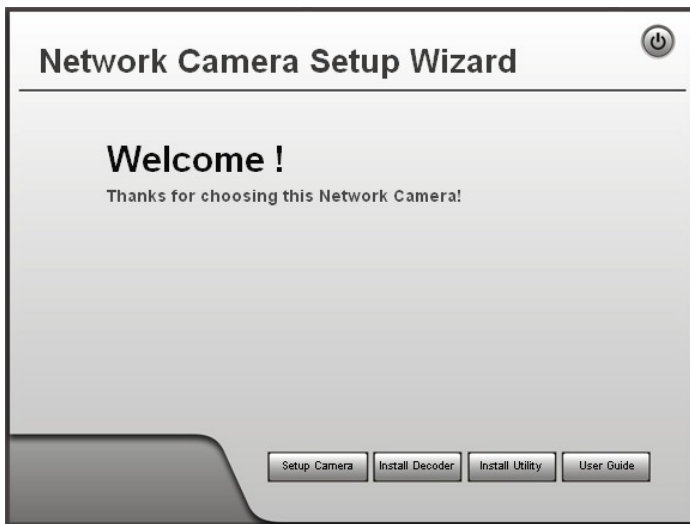 Network Camera Setup Wizard
Welcome !
Thanks for choosing this Network Camera!
Setup Camera
Install Decoder
Install Utility
User Guide